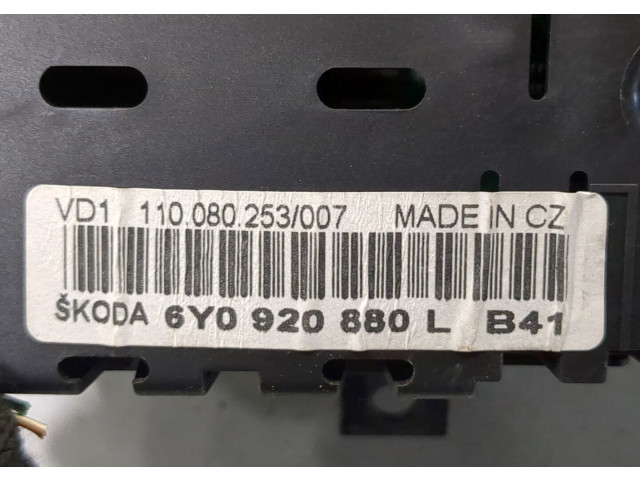 VD1 110.080.253/007 MADE IN CZ
ŠKODA 6Y0 920 880 L B41